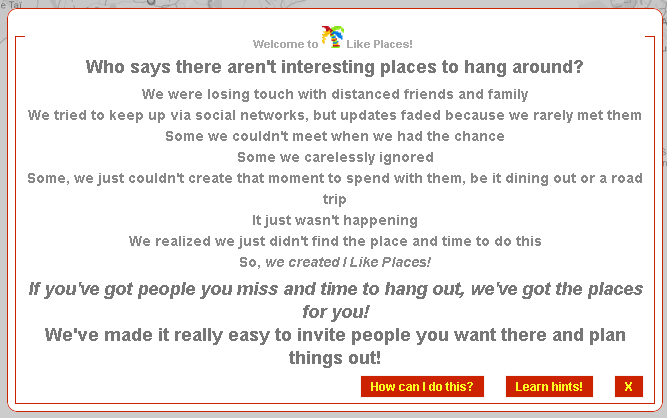 e Taï
Welcome to I Like Places!
Who says there aren't interesting places to hang around?
We were losing touch with distanced friends and family
We tried to keep up via social networks, but updates faded because we rarely met them
Some we couldn't meet when we had the chance
Some we carelessly ignored
Some, we just couldn't create that moment to spend with them, be it dining out or a road
trip
It just wasn't happening
We realized we just didn't find the place and time to do this
So, we created I Like Places!
If you've got people you miss and time to hang out, we've got the places
for you!
We've made it really easy to invite people you want there and plan
things out!
How can I do this? Learn hints! X